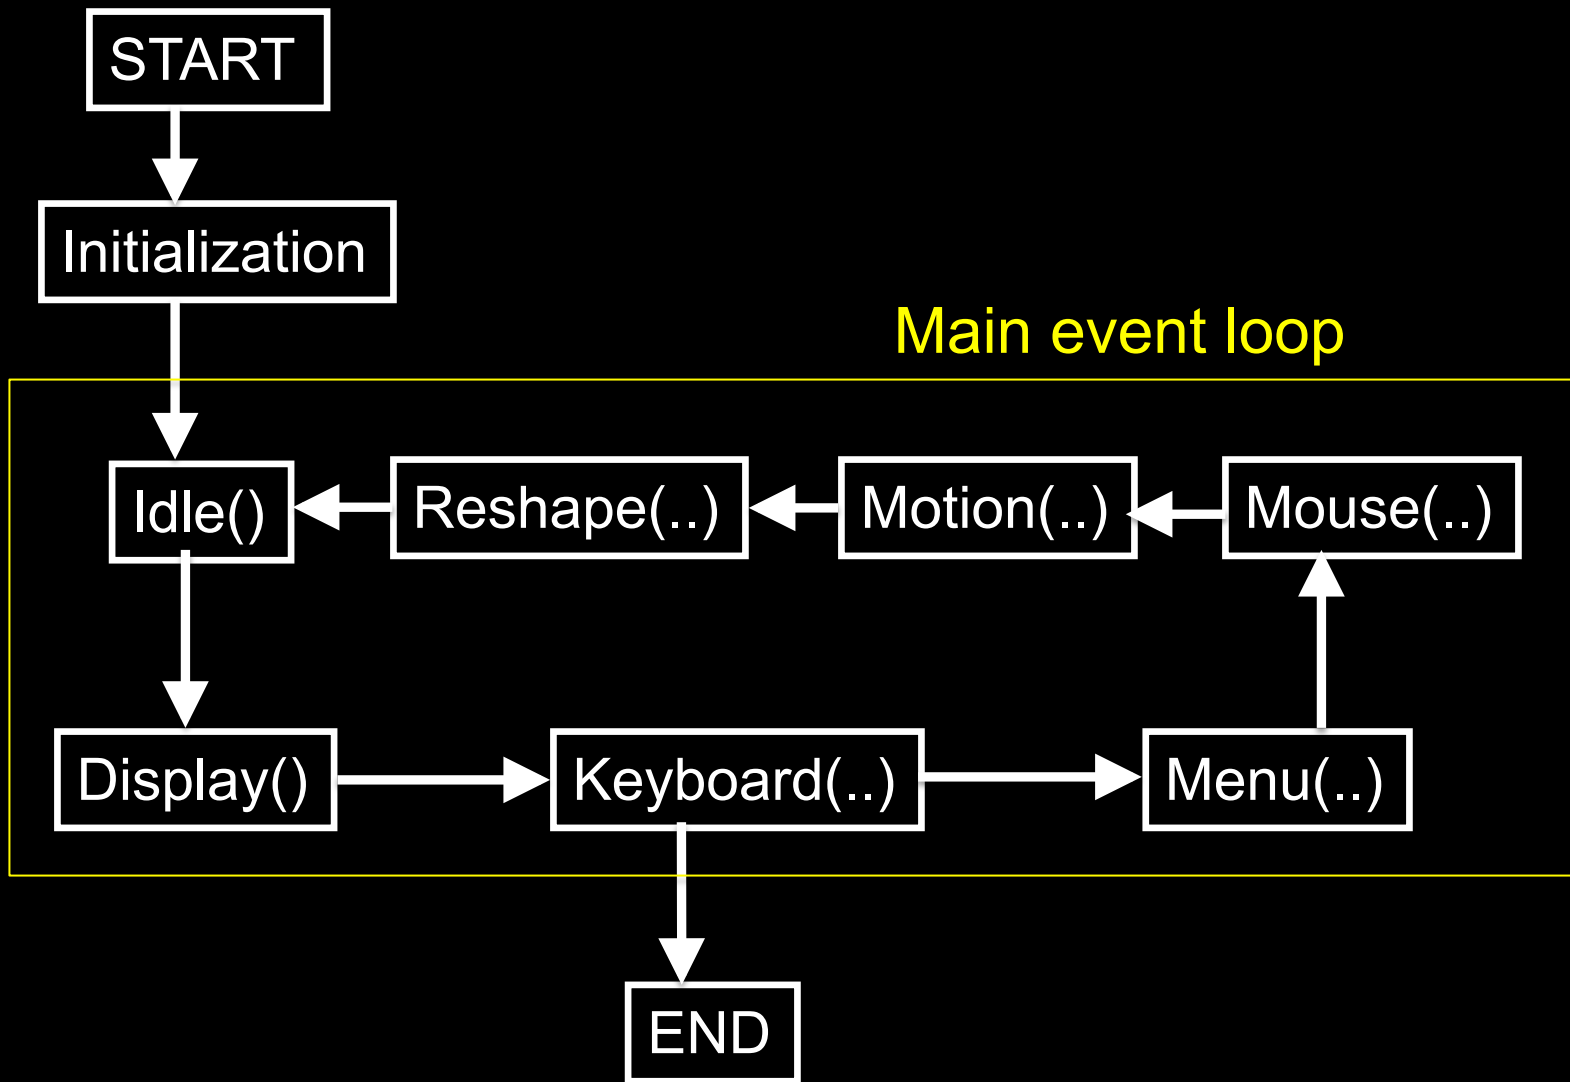 START
Initialization
Main event loop
Idle()
Reshape(..)
Motion(..)
Mouse(..)
Display()
Keyboard(..)
Menu(..)
END